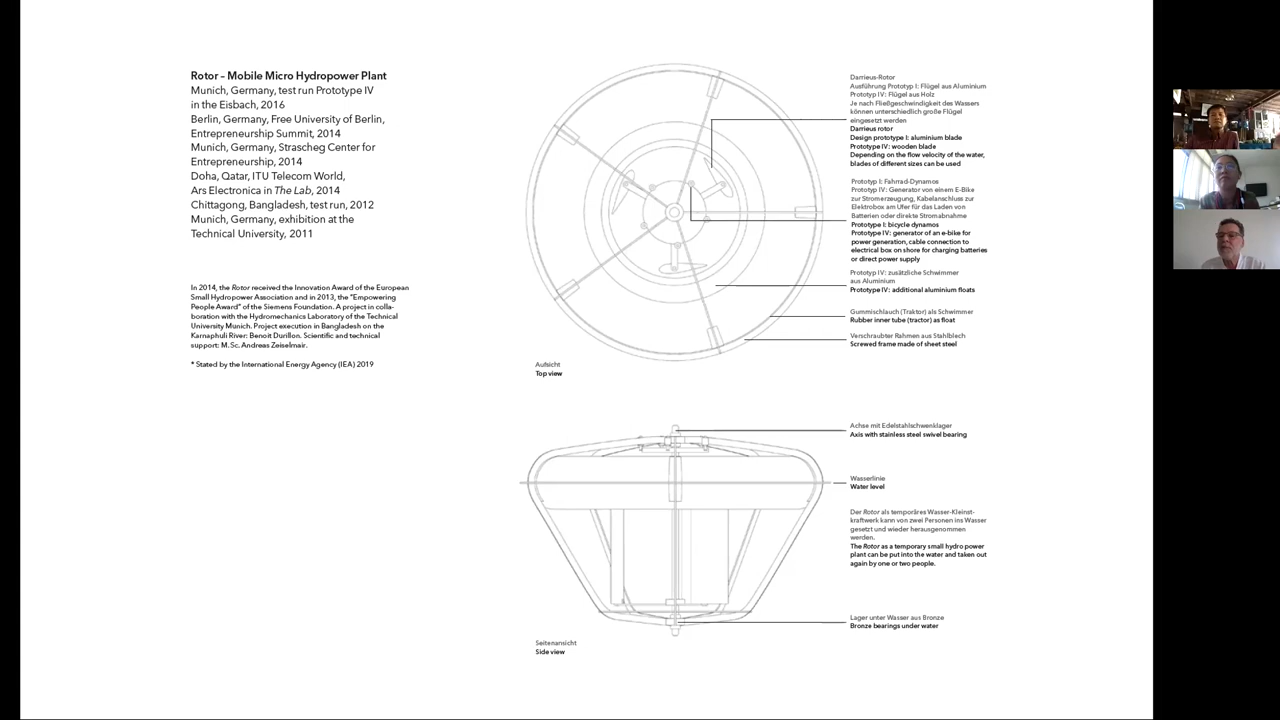 Rotor – Mobile Micro Hydropower Plant
Munich, Germany, test run Prototype IV
in the Eisbach, 2016
Berlin, Germany, Free University of Berlin,
Entrepreneurship Summit, 2014
Munich, Germany, Strascheg Center for
Entrepreneurship, 2014
Doha, Qatar, ITU Telecom World,
Ars Electronica in The Lab, 2014
Chittagong, Bangladesh, test run, 2012
Munich, Germany, exhibition at the
Technical University, 2011
In 2014, the Rotor received the Innovation Award of the European
Small Hydropower Association and in 2013, the "Empowering
People Award" of the Siemens Foundation. A project in colla-
boration with the Hydromechanics Laboratory of the Technical
University Munich. Project execution in Bangladesh on the
Karnaphuli River: Benoit Durillon. Scientific and technical
support: M. Sc. Andreas Zeiselmair.
* Stated by the International Energy Agency (IEA) 2019
Darrieus-Rotor
Ausführung Prototyp I: Flügel aus Aluminium
Prototyp IV: Flügel aus Holz
Je nach Fließgeschwindigkeit des Wassers
können unterschiedlich große Flügel
eingesetzt werden
Darrieus rotor
Design prototype I: aluminium blade
Prototype IV: wooden blade
Depending on the flow velocity of the water,
blades of different sizes can be used
Prototyp I: Fahrrad-Dynamos
Prototyp IV: Generator von einem E-Bike
zur Stromerzeugung, Kabelanschluss zur
Elektrobox am Ufer für das Laden von
Batterien oder direkte Stromabnahme
Prototype I: bicycle dynamos
Prototype IV: generator of an e-bike for
power generation, cable connection to
electrical box on shore for charging batteries
or direct power supply
Prototyp IV: zusätzliche Schwimmer
aus Aluminium
Prototype IV: additional aluminium floats
Gummischlauch (Traktor) als Schwimmer
Rubber inner tube (tractor) as float
Verschraubter Rahmen aus Stahlblech
Screwed frame made of sheet steel
Aufsicht
Top view
Achse mit Edelstahlschwenklager
Axis with stainless steel swivel bearing
Wasserlinie
Water level
Der Rotor als temporäres Wasser-Kleinst-
kraftwerk kann von zwei Personen ins Wasser
gesetzt und wieder herausgenommen
werden.
The Rotor as a temporary small hydro power
plant can be put into the water and taken out
again by one or two people.
Lager unter Wasser aus Bronze
Bronze bearings under water
Seitenansicht
Side view